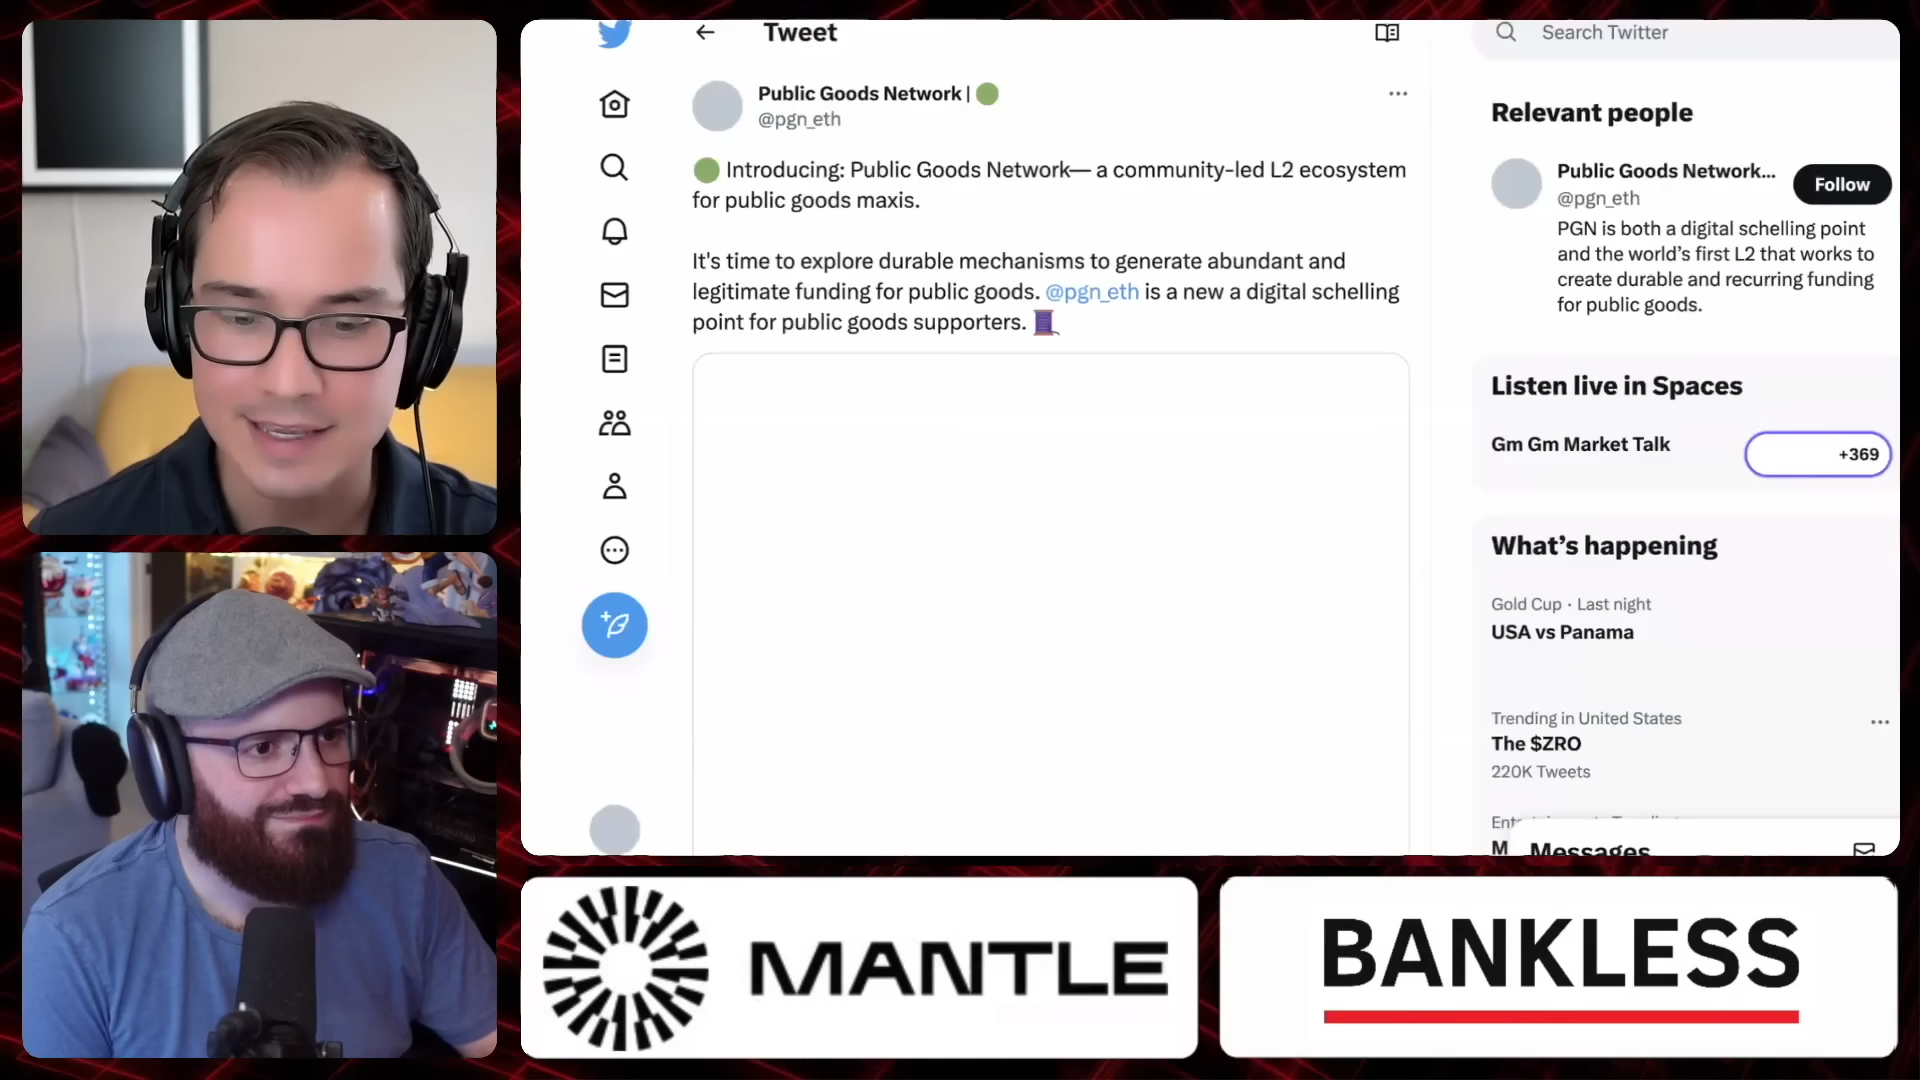 Tweet
Public Goods Network |
@pgn_eth
Introducing: Public Goods Network— a community-led L2 ecosystem
for public goods maxis.
It's time to explore durable mechanisms to generate abundant and
legitimate funding for public goods. @pgn_eth is a new a digital schelling
point for public goods supporters.
Search Twitter
Relevant people
Public Goods Network...
@pgn_eth
Follow
PGN is both a digital schelling point
and the world's first L2 that works to
create durable and recurring funding
for public goods.
Listen live in Spaces
Gm Gm Market Talk
+369
What's happening
Gold Cup · Last night
USA vs Panama
Trending in United States
The $ZRO
220K Tweets
Messages
MANTLE
BANKLESS